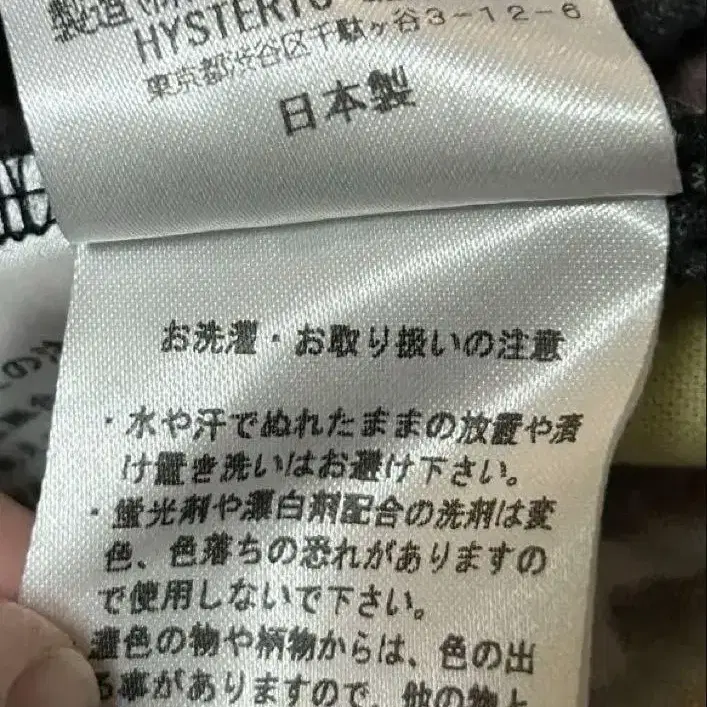 製造
HYSTERIC
東京都渋谷区千駄ヶ谷3-12-6
日本製
お洗濯・お取り扱いの注意
・水や汗でぬれたままの放置や漬
け置き洗いはお避け下さい。
・蛍光剤や漂白剤配合の洗剤は変
色、色落ちの恐れがありますの
で使用しないで下さい。
濃色の物や柄物からは、色の出
る事がありますので、他の物と